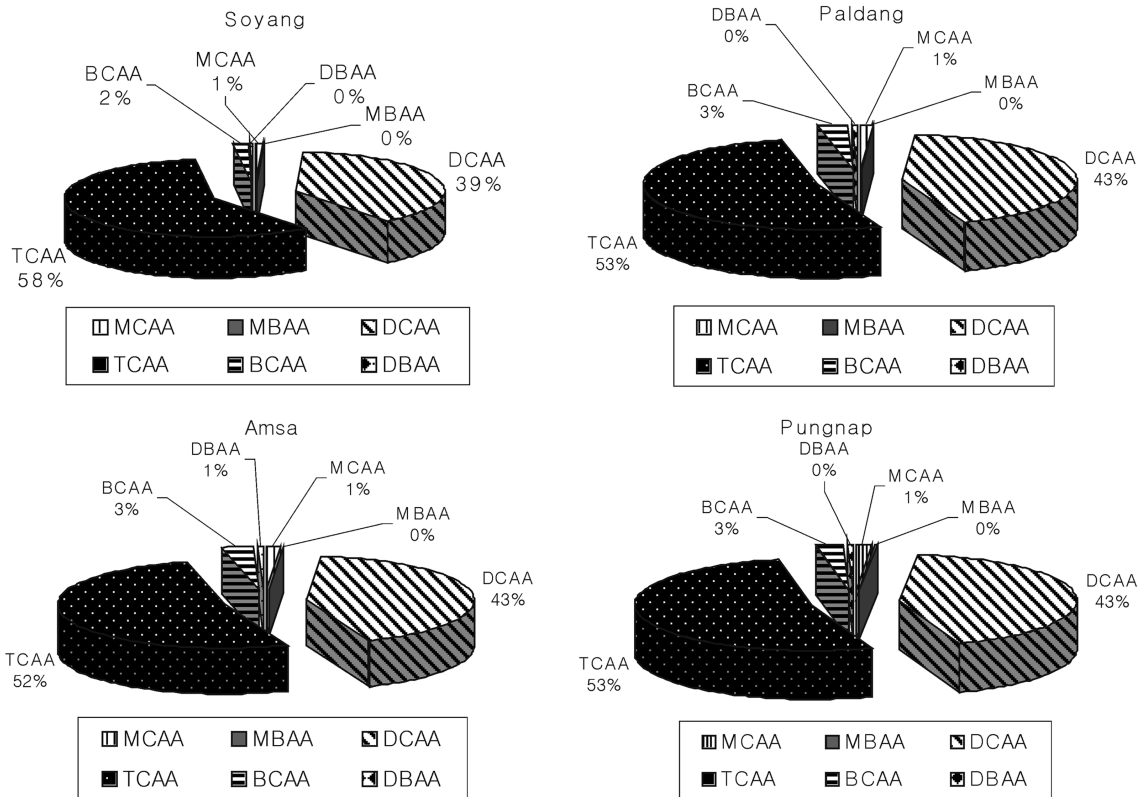 Soyang
BCAA
2%
MCAA
1%
DBAA
0%
MBAA
0%
DCAA
39%
TCAA
58%
MCAA MBAA DCAA
TCAA BCAA DBAA
Paldang
DBAA
0%
MCAA
1%
BCAA
3%
MBAA
0%
DCAA
43%
TCAA
53%
MCAA MBAA DCAA
TCAA BCAA DBAA
Amsa
DBAA
1%
MCAA
1%
BCAA
3%
MBAA
0%
DCAA
43%
TCAA
52%
MCAA MBAA DCAA
TCAA BCAA DBAA
Pungnap
DBAA
0%
MCAA
1%
BCAA
3%
MBAA
0%
DCAA
43%
TCAA
53%
MCAA MBAA DCAA
TCAA BCAA DBAA